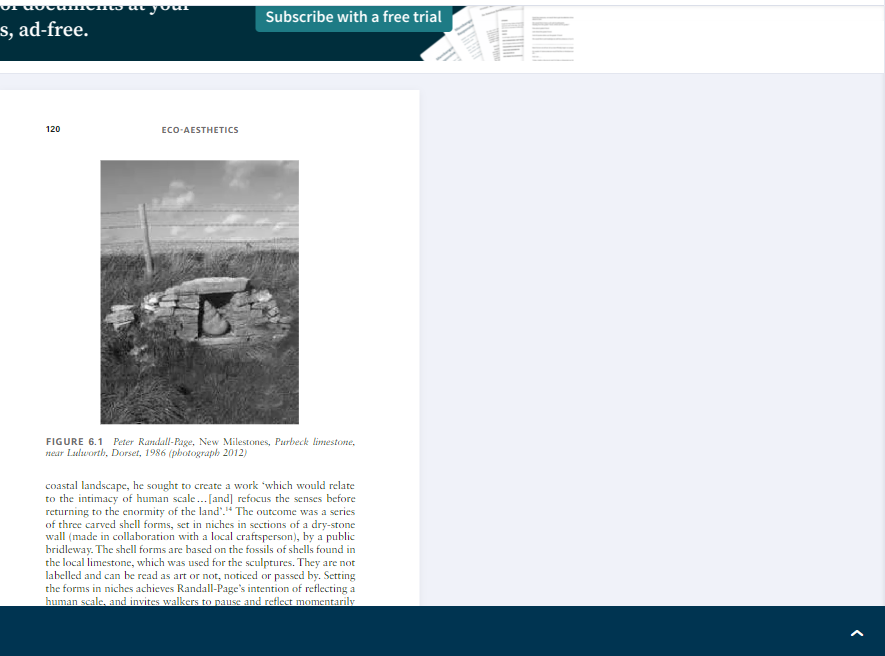 of documents at your
s, ad-free.
Subscribe with a free trial
120
ECO-AESTHETICS
FIGURE 6.1 Peter Randall-Page, New Milestones, Purbeck limestone,
near Lulworth, Dorset, 1986 (photograph 2012)
coastal landscape, he sought to create a work ‘which would relate
to the intimacy of human scale…[and] refocus the senses before
returning to the enormity of the land’.14 The outcome was a series
of three carved shell forms, set in niches in sections of a dry-stone
wall (made in collaboration with a local craftsperson), by a public
bridleway. The shell forms are based on the fossils of shells found in
the local limestone, which was used for the sculptures. They are not
labelled and can be read as art or not, noticed or passed by. Setting
the forms in niches achieves Randall-Page’s intention of reflecting a
human scale, and invites walkers to pause and reflect momentarily